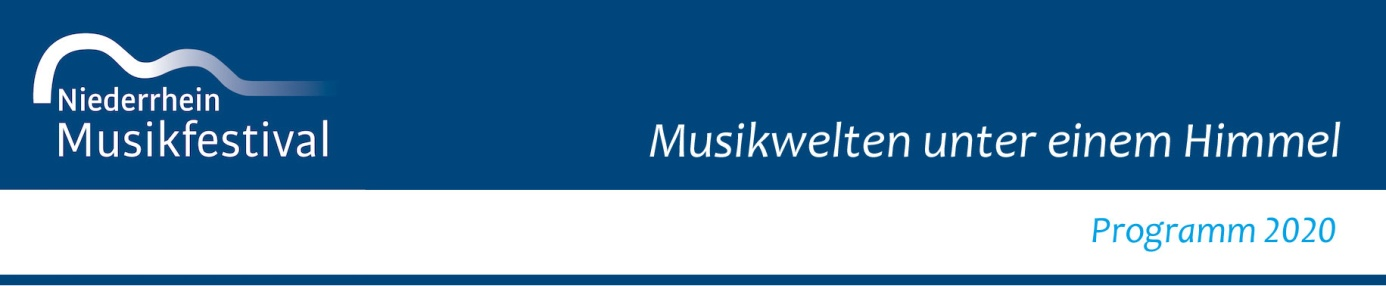 Niederrhein
Musikfestival
Musikwelten unter einem Himmel
Programm 2020